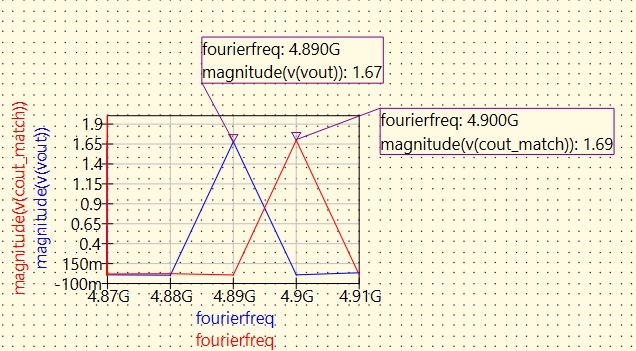 fourierfreq: 4.890G
magnitude(v(vout)): 1.67
fourierfreq: 4.900G
magnitude(v(cout_match)): 1.69
magnitude(v(cout_match))
magnitude(v(vout))
1.9
1.65
1.4
1.15
0.9
0.65
0.4
150m
-100m
4.87G 4.88G 4.89G 4.9G 4.91G
fourierfreq
fourierfreq